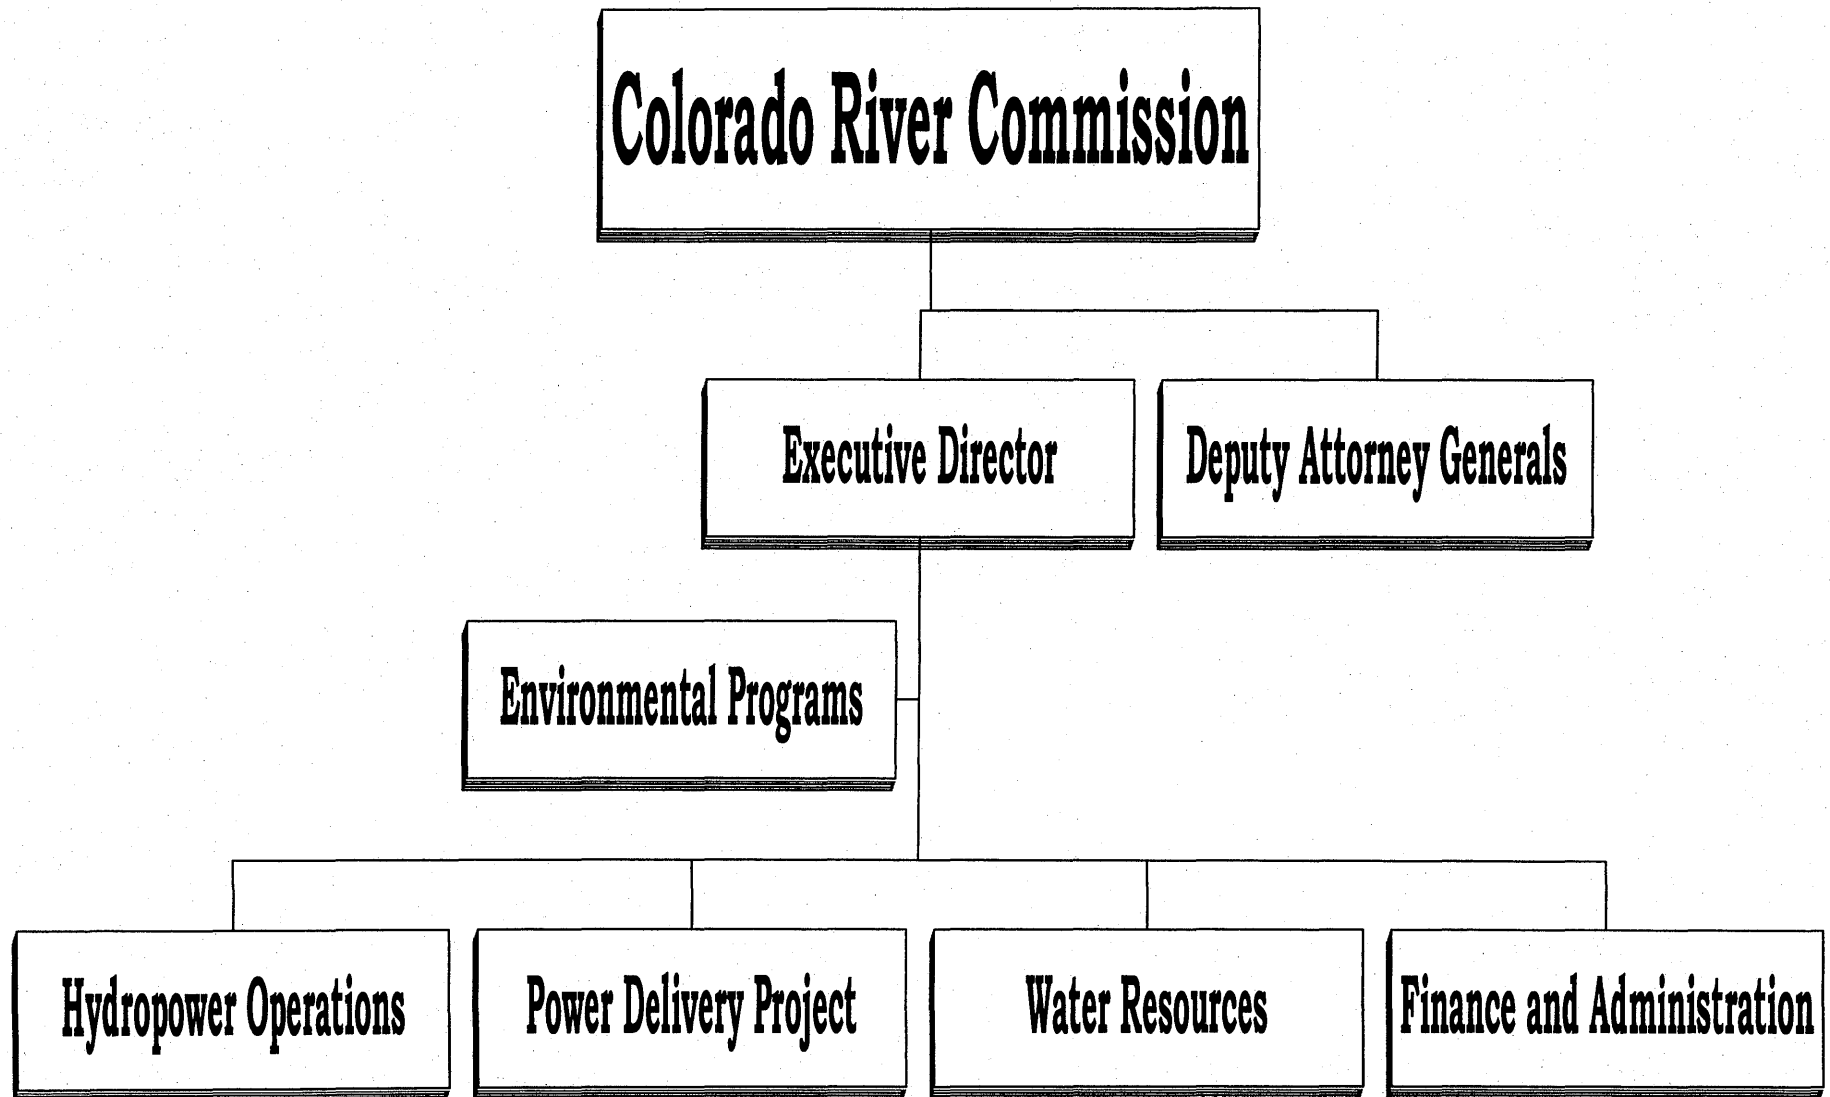 Colorado River Commission
Executive Director
Deputy Attorney Generals
Environmental Programs
Hydropower Operations
Power Delivery Project
Water Resources
Finance and Administration